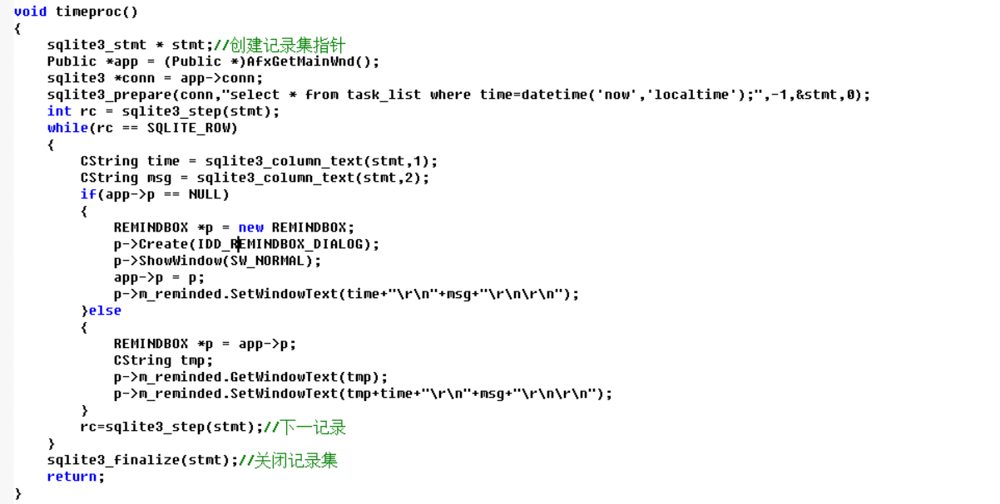 void timeproc()
{
    sqlite3_stmt * stmt;//创建记录集指针
    Public *app = (Public *)AfxGetMainWnd();
    sqlite3 *conn = app->conn;
    sqlite3_prepare(conn,"select * from task_list where time=datetime('now','localtime');",-1,&stmt,0);
    int rc = sqlite3_step(stmt);
    while(rc == SQLITE_ROW)
    {
        CString time = sqlite3_column_text(stmt,1);
        CString msg = sqlite3_column_text(stmt,2);
        if(app->p == NULL)
        {
            REMINDBOX *p = new REMINDBOX;
            p->Create(IDD_REMINDBOX_DIALOG);
            p->ShowWindow(SW_NORMAL);
            app->p = p;
            p->m_reminded.SetWindowText(time+"\r\n"+msg+"\r\n\r\n");
        }else
        {
            REMINDBOX *p = app->p;
            CString tmp;
            p->m_reminded.GetWindowText(tmp);
            p->m_reminded.SetWindowText(tmp+time+"\r\n"+msg+"\r\n\r\n");
        }
        rc=sqlite3_step(stmt);//下一记录
    }
    sqlite3_finalize(stmt);//关闭记录集
    return;
}